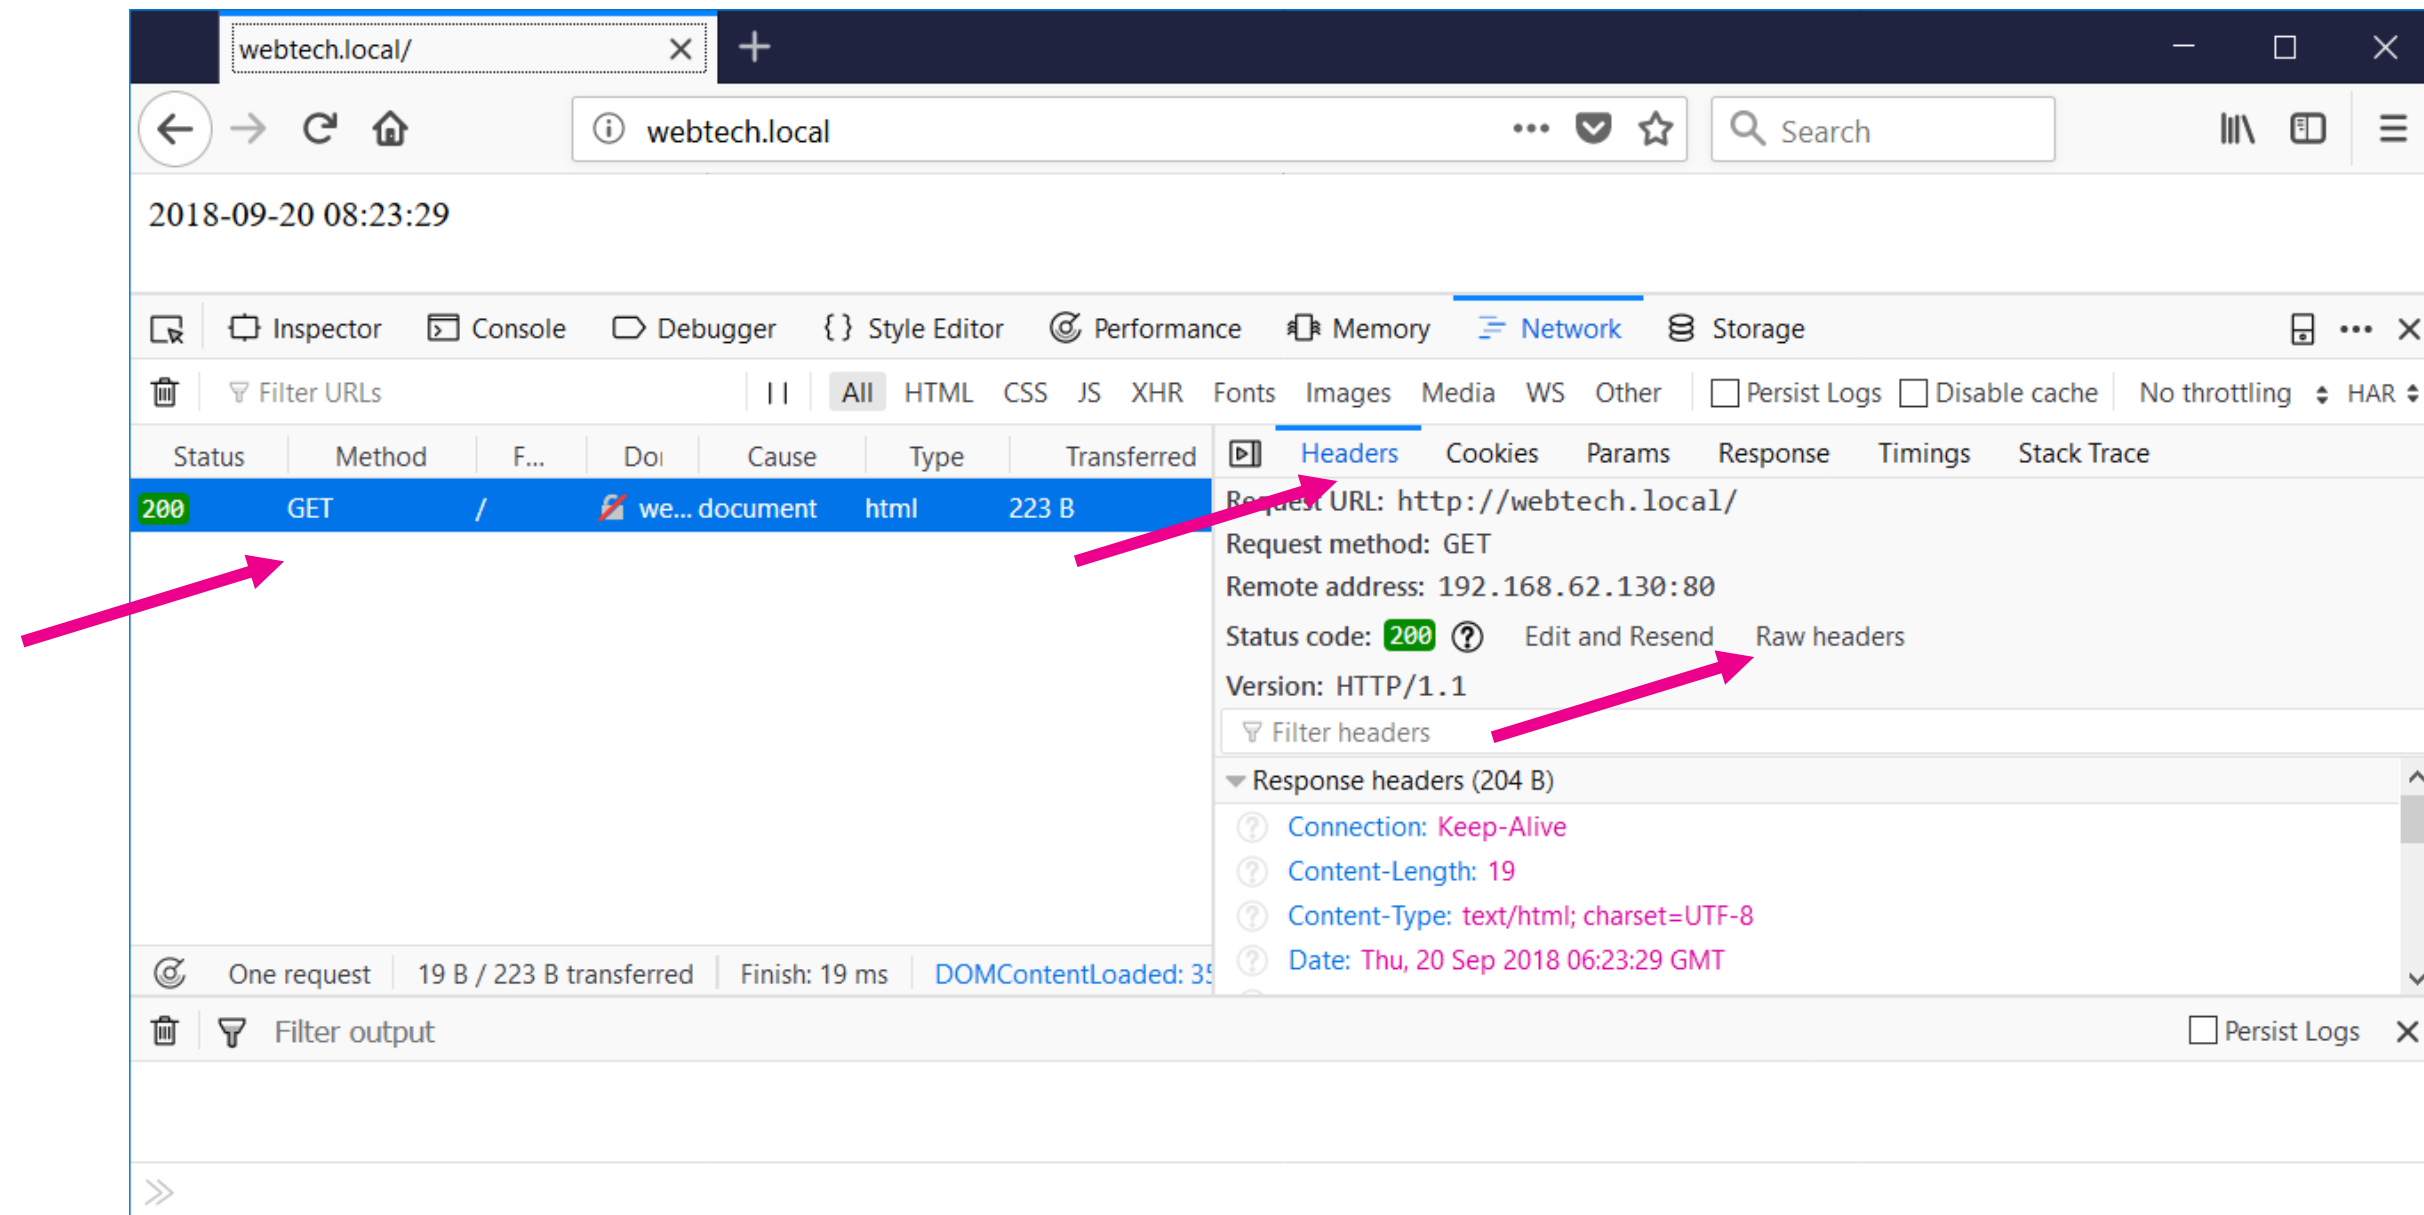 webtech.local/
webtech.local
Search
2018-09-20 08:23:29
Inspector Console Debugger { } Style Editor Performance Memory Network Storage
Filter URLs All HTML CSS JS XHR Fonts Images Media WS Other Persist Logs Disable cache No throttling HAR
Status Method F... Do Cause Type Transferred
200 GET / we... document html 223 B
Headers Cookies Params Response Timings Stack Trace
Request URL: http://webtech.local/
Request method: GET
Remote address: 192.168.62.130:80
Status code: 200 Edit and Resend Raw headers
Version: HTTP/1.1
Filter headers
Response headers (204 B)
Connection: Keep-Alive
Content-Length: 19
Content-Type: text/html; charset=UTF-8
Date: Thu, 20 Sep 2018 06:23:29 GMT
One request 19 B / 223 B transferred Finish: 19 ms DOMContentLoaded: 35
Filter output Persist Logs